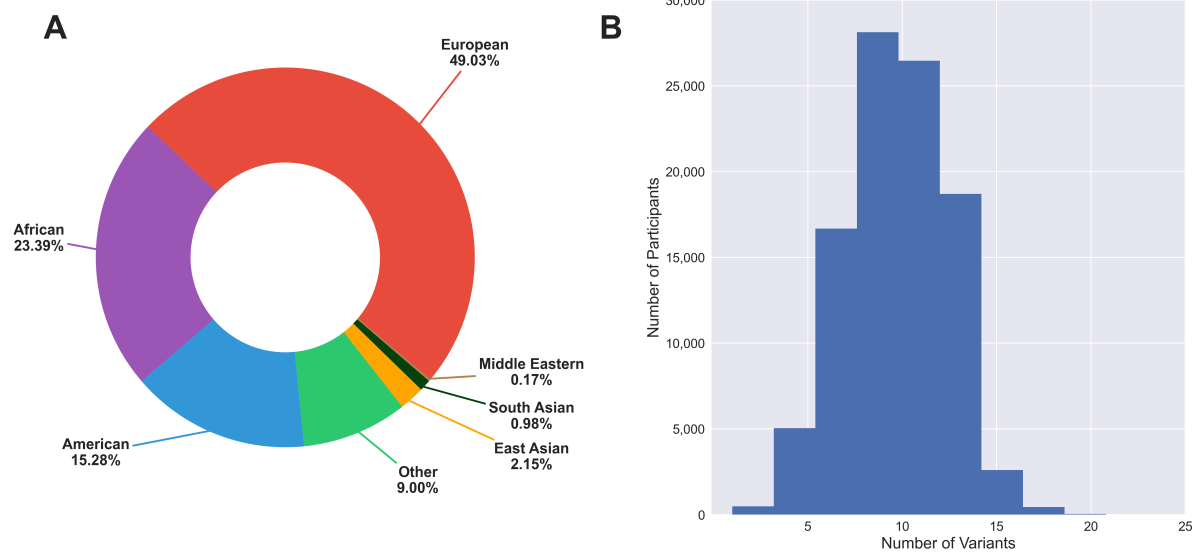 A
European
49.03%
African
23.39%
American
15.28%
Other
9.00%
East Asian
2.15%
South Asian
0.98%
Middle Eastern
0.17%
B
30,000
25,000
20,000
15,000
10,000
5,000
0
Number of Participants
5 10 15 20 25
Number of Variants